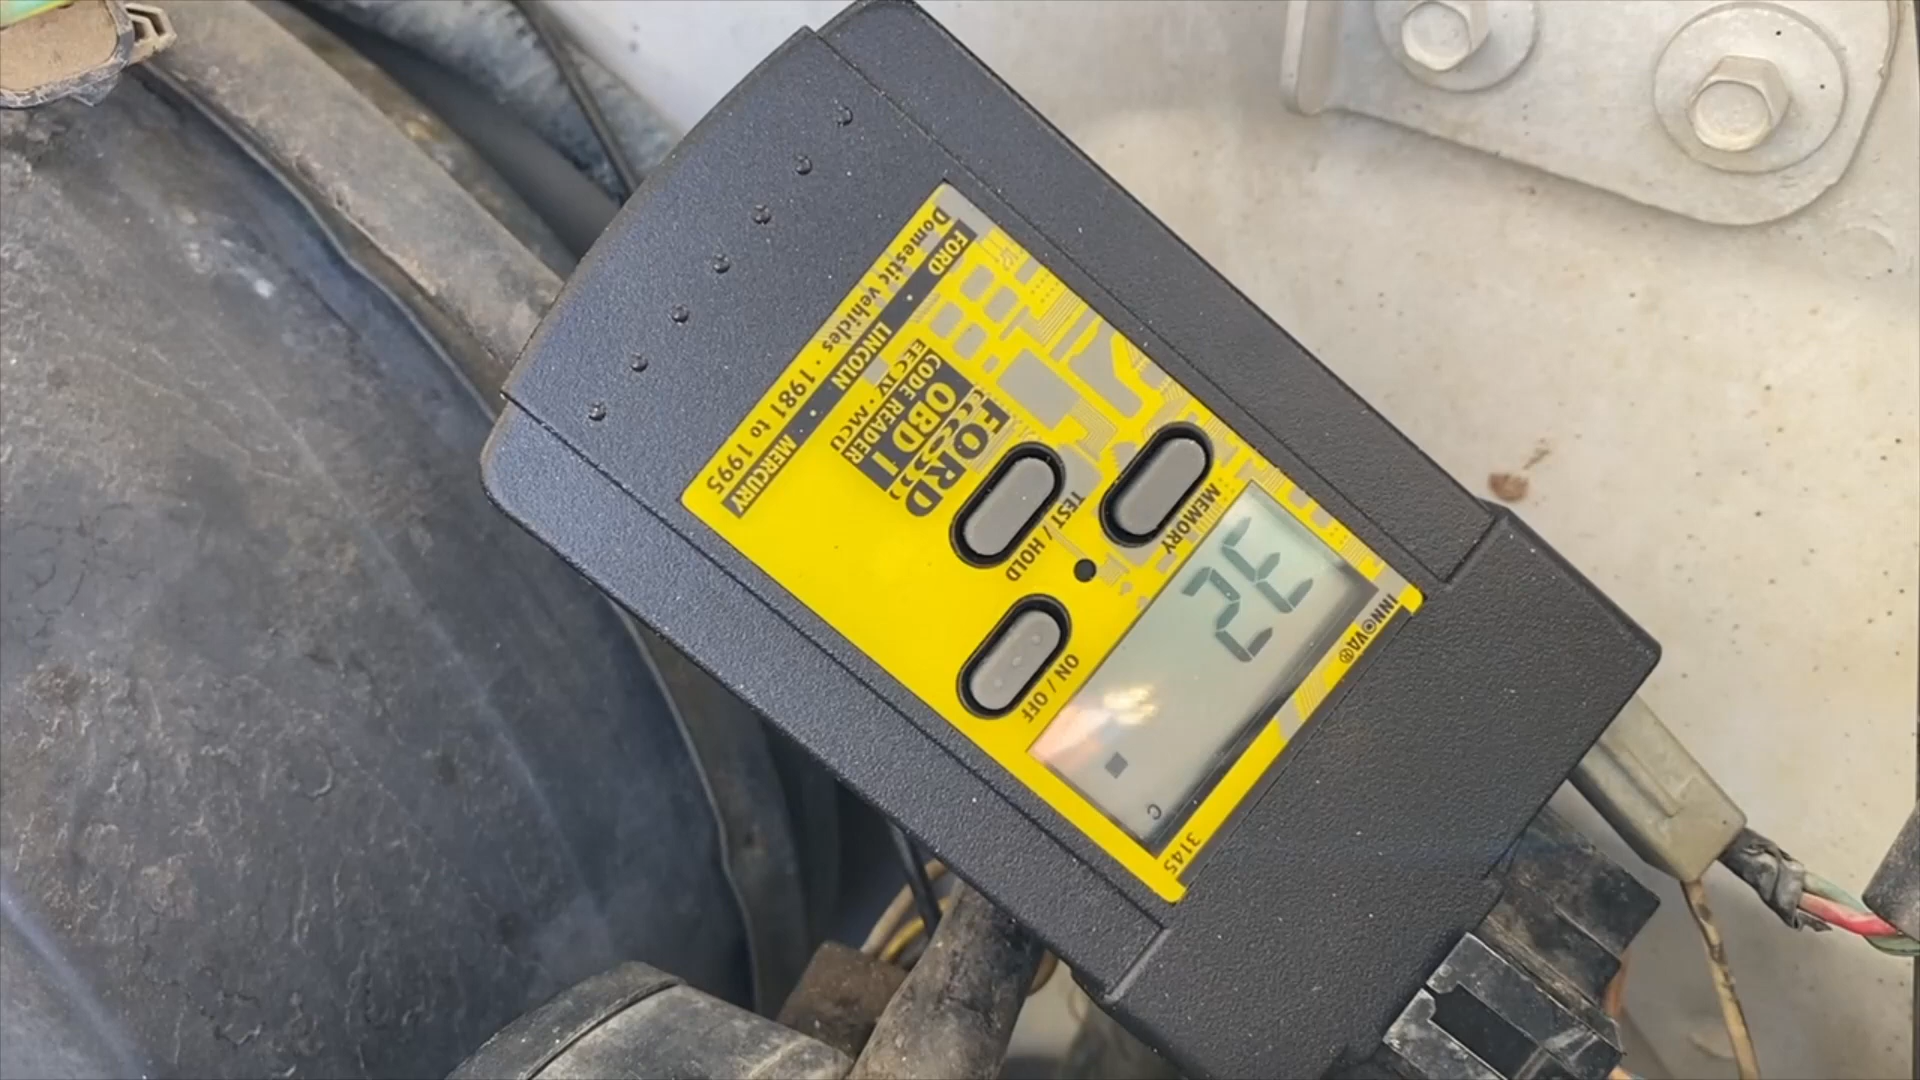 INNOVA® 3145
C
32
MEMORY
ON / OFF
TEST / HOLD
FORD
OBD I
CODE READER
EEC IV • MCU
FORD • LINCOLN • MERCURY
Domestic vehicles • 1981 to 1995